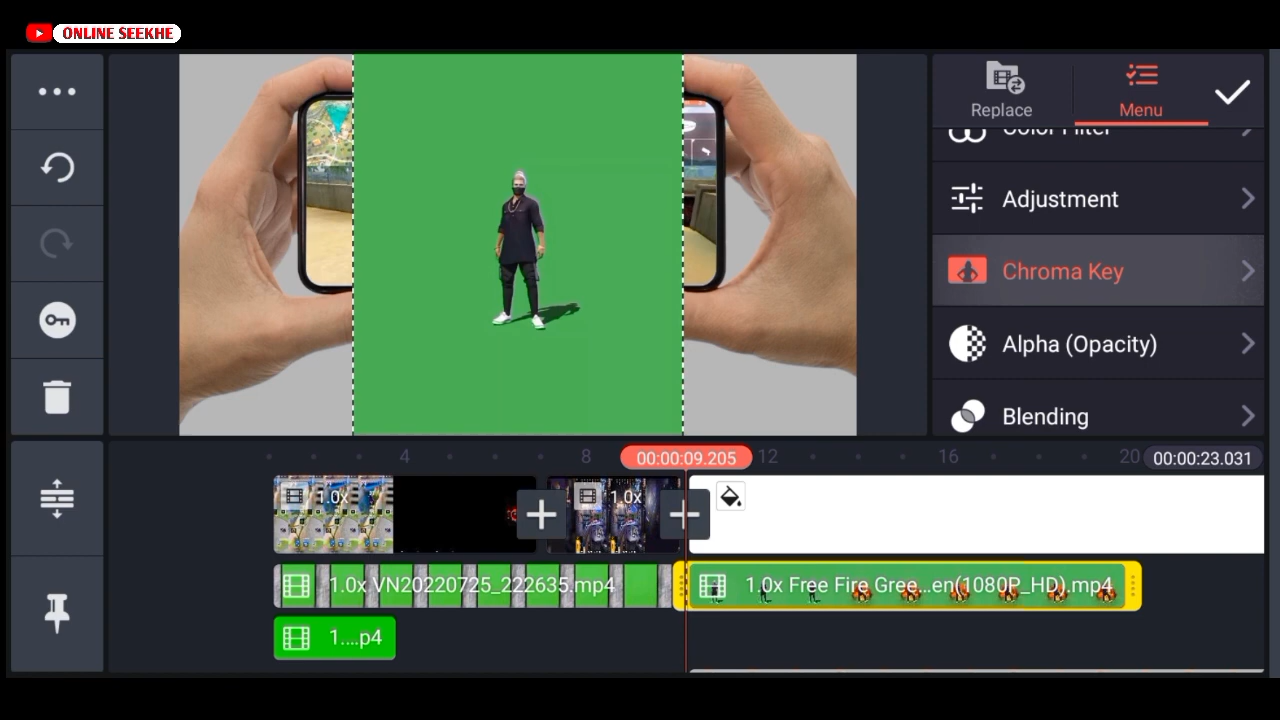 ONLINE SEEKHE
Replace
Menu
Color Filter
Adjustment
Chroma Key
Alpha (Opacity)
Blending
4
8
00:00:09.205
12
16
20
00:00:23.031
1.0x
1.0x
1.0x VN20220725_222635.mp4
1.0x Free Fire Gree...en(1080P_HD).mp4
1....p4